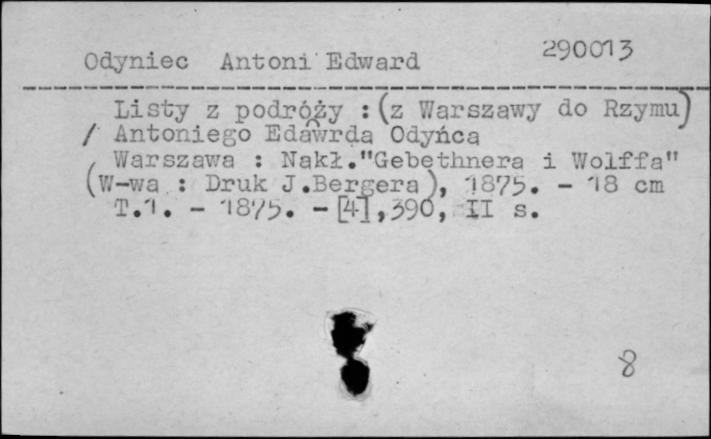 290013
Odyniec Antoni Edward
Listy z podróży : (z Warszawy do Rzymu)
/ Antoniego Edawrda Odyńca
Warszawa : Nakł."Gebethnera i Wolffa"
(W-wa : Druk J.Bergera), 1875. - 18 cm
T.1. - 1875. - [4], 390, II s.
8